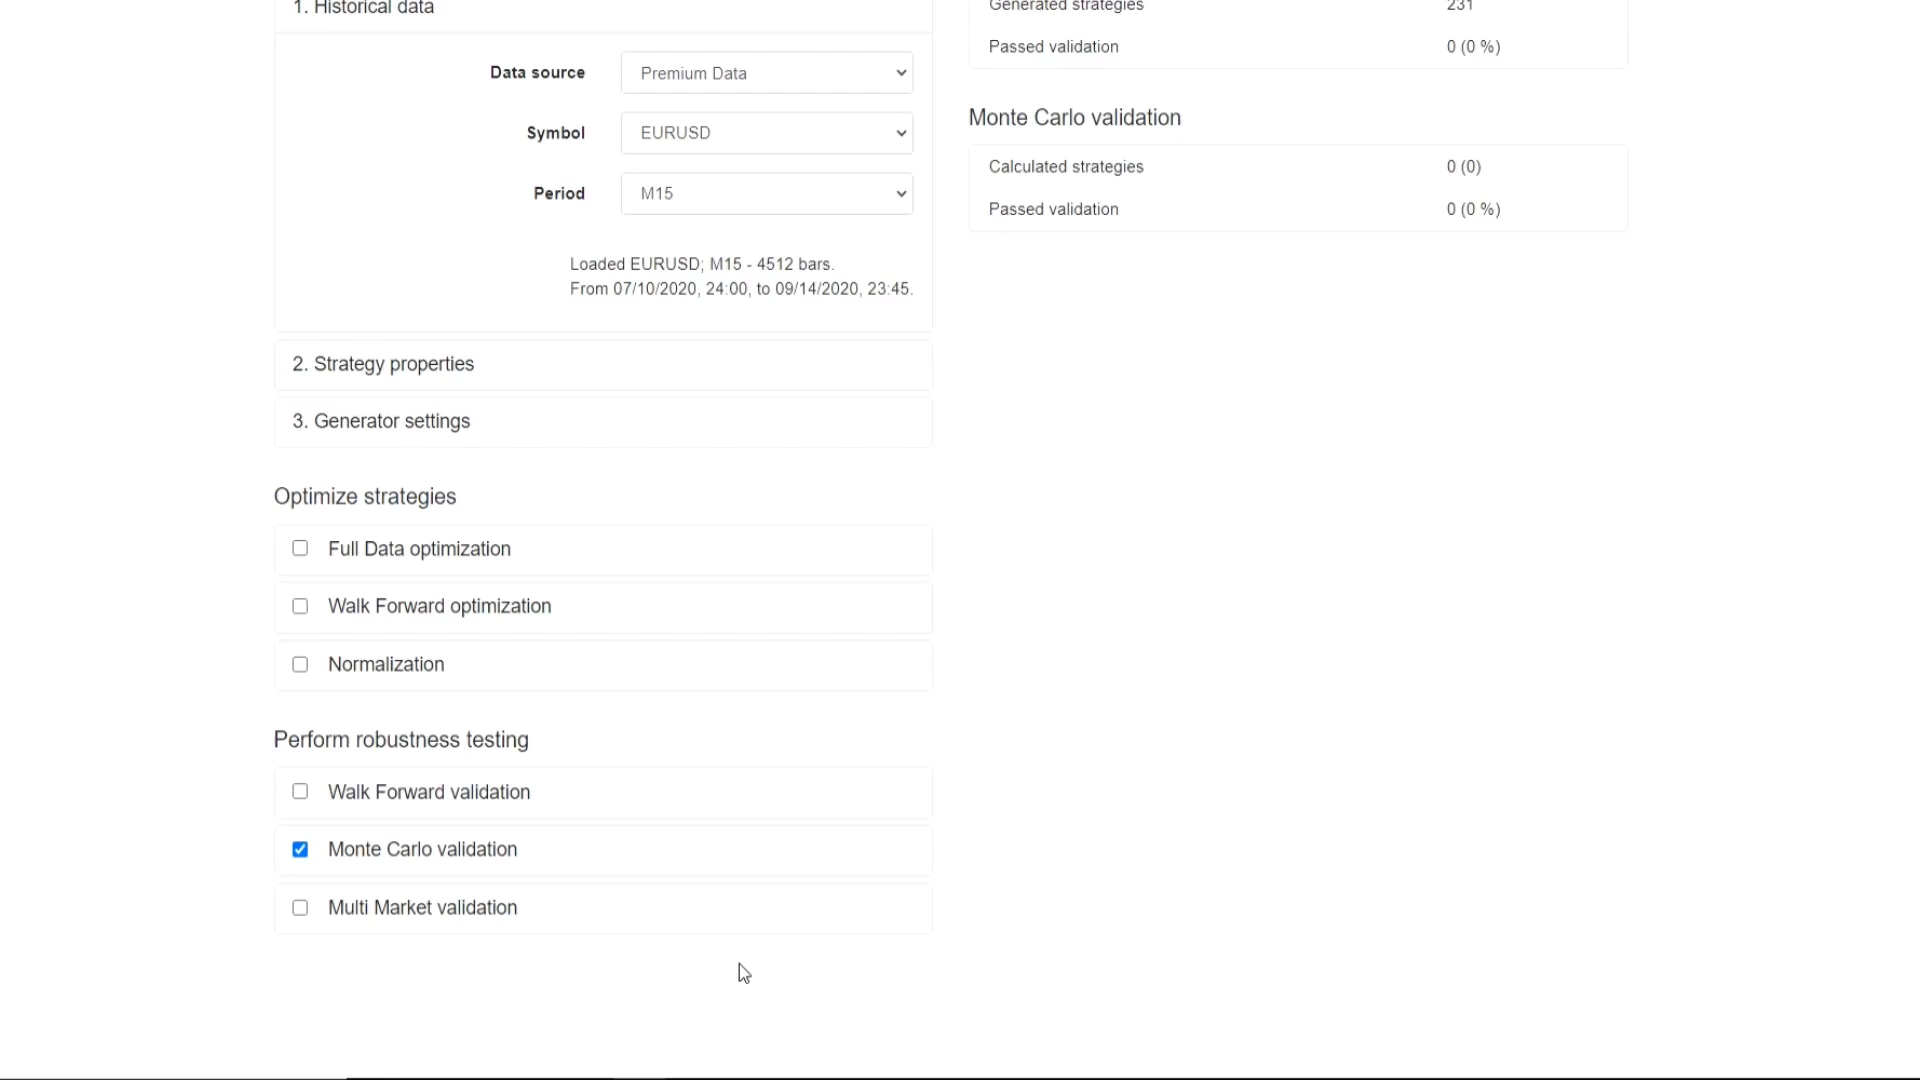 1. Historical data
Data source
Premium Data
Symbol
EURUSD
Period
M15
Loaded EURUSD; M15 - 4512 bars.
From 07/10/2020, 24:00, to 09/14/2020, 23:45.
2. Strategy properties
3. Generator settings
Optimize strategies
Full Data optimization
Walk Forward optimization
Normalization
Perform robustness testing
Walk Forward validation
Monte Carlo validation
Multi Market validation
Generated strategies 231
Passed validation 0 (0 %)
Monte Carlo validation
Calculated strategies 0 (0)
Passed validation 0 (0 %)